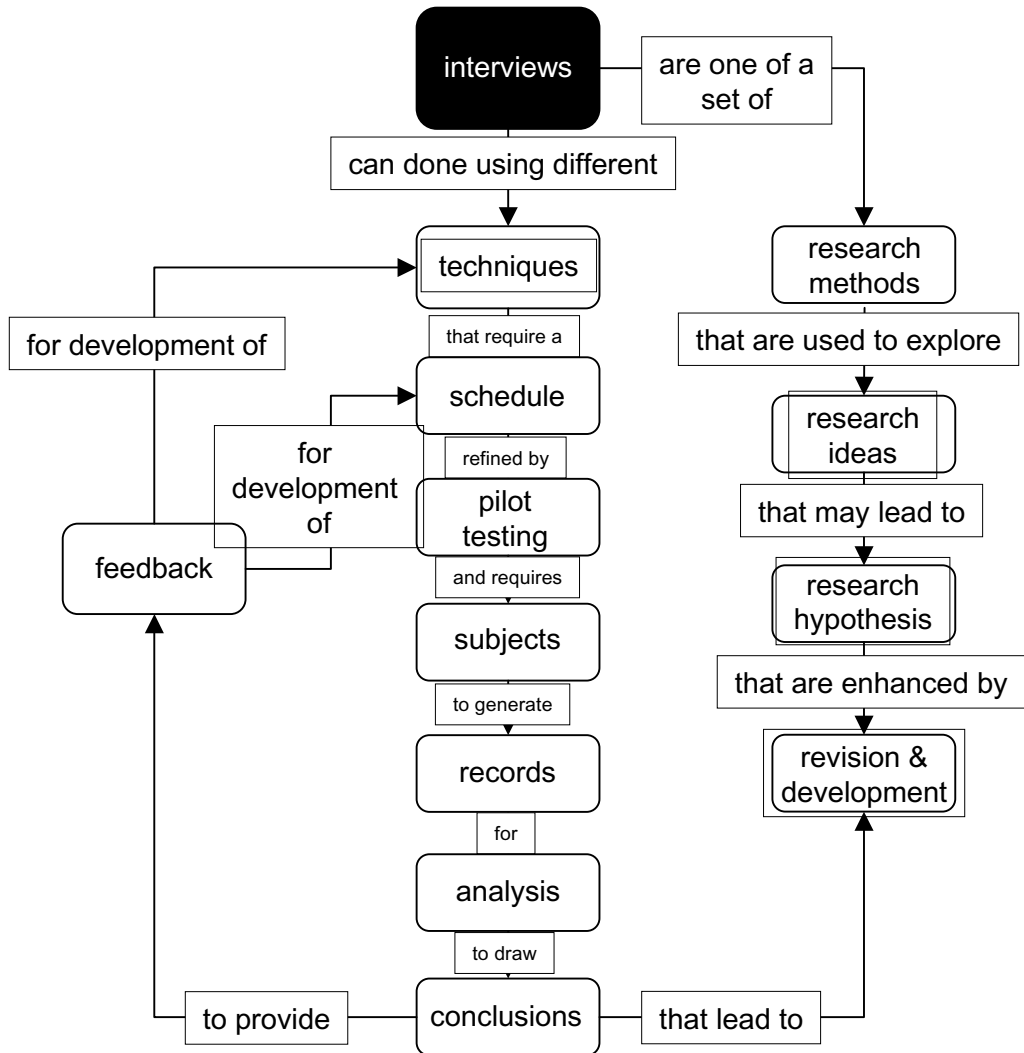 interviews
are one of a
set of
can done using different
techniques
research
methods
for development of
that require a
that are used to explore
schedule
research
ideas
for
development
of
refined by
pilot
testing
that may lead to
feedback
and requires
research
hypothesis
subjects
that are enhanced by
to generate
records
revision &
development
for
analysis
to draw
to provide
conclusions
that lead to